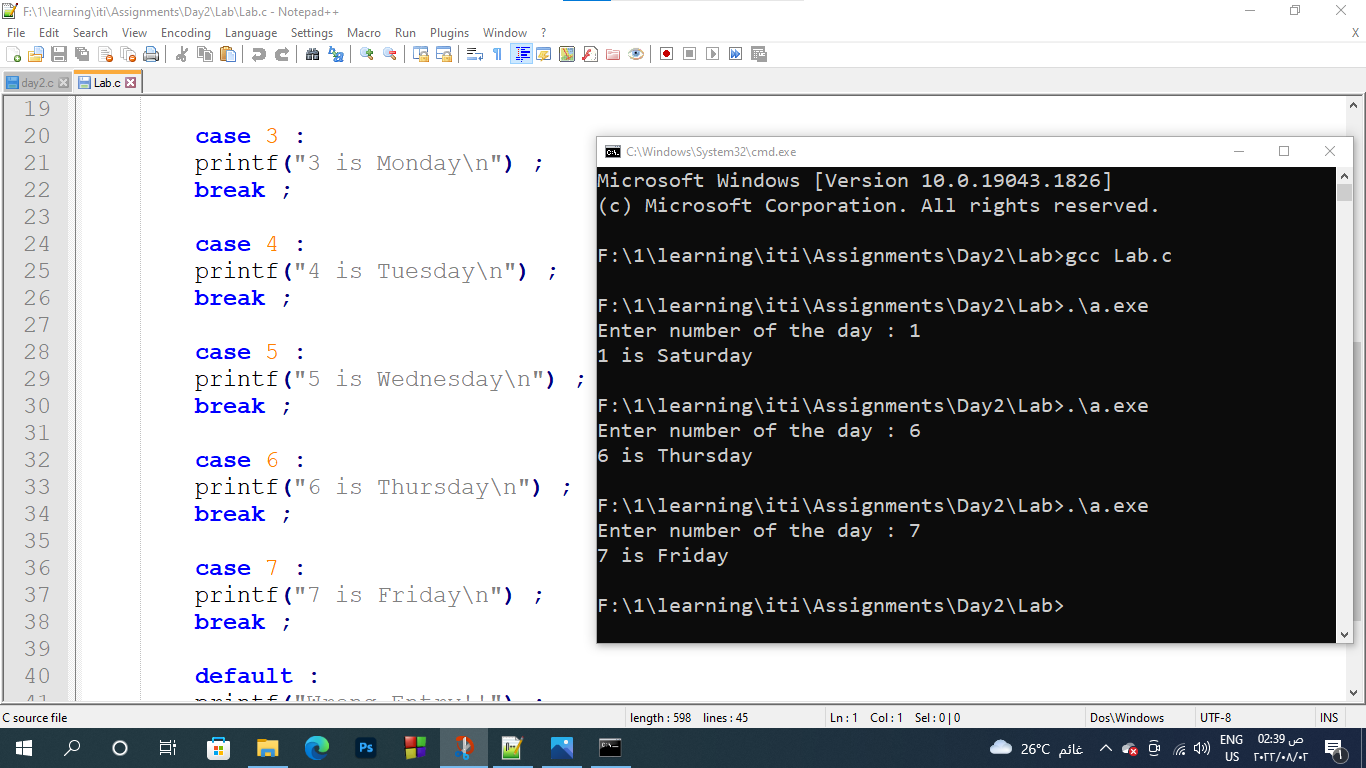 F:\1\learning\iti\Assignments\Day2\Lab\Lab.c - Notepad++
File Edit Search View Encoding Language Settings Macro Run Plugins Window ?
X
day2.c Lab.c
19
20 case 3 :
21 printf("3 is Monday\n") ;
22 break ;
23
24 case 4 :
25 printf("4 is Tuesday\n") ;
26 break ;
27
28 case 5 :
29 printf("5 is Wednesday\n") ;
30 break ;
31
32 case 6 :
33 printf("6 is Thursday\n") ;
34 break ;
35
36 case 7 :
37 printf("7 is Friday\n") ;
38 break ;
39
40 default :
41 printf("Wrong Entry!!") ;
C:\Windows\System32\cmd.exe
Microsoft Windows [Version 10.0.19043.1826]
(c) Microsoft Corporation. All rights reserved.
F:\1\learning\iti\Assignments\Day2\Lab>gcc Lab.c
F:\1\learning\iti\Assignments\Day2\Lab>.\a.exe
Enter number of the day : 1
1 is Saturday
F:\1\learning\iti\Assignments\Day2\Lab>.\a.exe
Enter number of the day : 6
6 is Thursday
F:\1\learning\iti\Assignments\Day2\Lab>.\a.exe
Enter number of the day : 7
7 is Friday
F:\1\learning\iti\Assignments\Day2\Lab>
C source file length : 598 lines : 45 Ln : 1 Col : 1 Sel : 0 | 0 Dos\Windows UTF-8 INS
Ps
26°C غائم
ENG
US
02:39 ص
٢٠٢٢/٠٨/٠٢
1